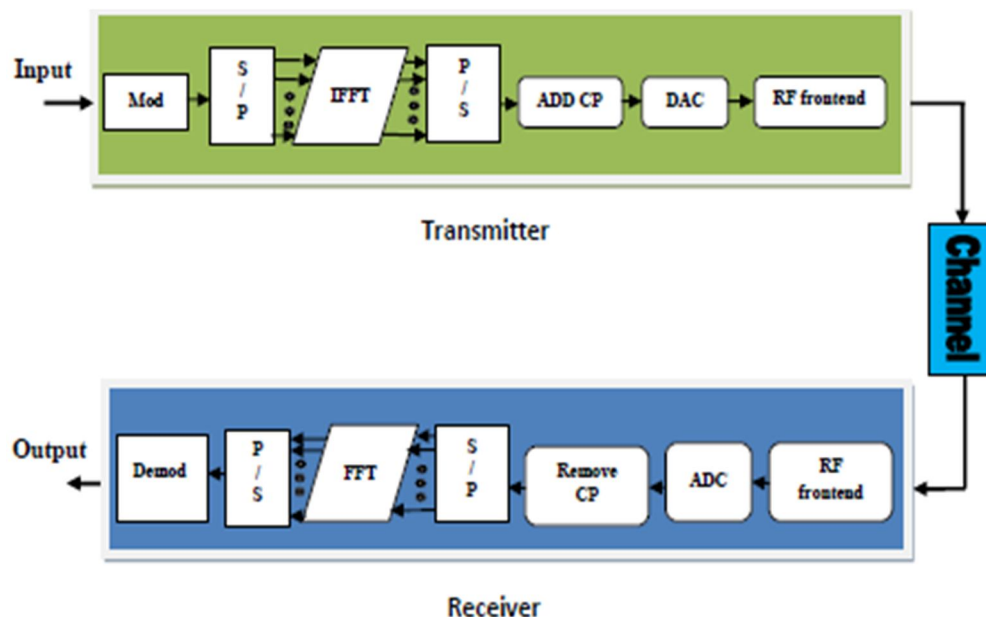 Input
Mod
S
/
P
IFFT
P
/
S
ADD CP
DAC
RF frontend
Transmitter
Channel
Output
Demod
P
/
S
FFT
S
/
P
Remove
CP
ADC
RF
frontend
Receiver